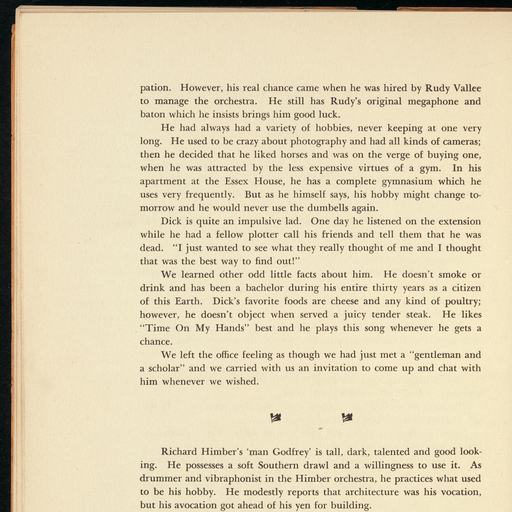 pation. However, his real chance came when he was hired by Rudy Vallee
to manage the orchestra. He still has Rudy's original megaphone and
baton which he insists brings him good luck.
He had always had a variety of hobbies, never keeping at one very
long. He used to be crazy about photography and had all kinds of cameras;
then he decided that he liked horses and was on the verge of buying one,
when he was attracted by the less expensive virtues of a gym. In his
apartment at the Essex House, he has a complete gymnasium which he
uses very frequently. But as he himself says, his hobby might change to-
morrow and he would never use the dumbells again.
Dick is quite an impulsive lad. One day he listened on the extension
while he had a fellow plotter call his friends and tell them that he was
dead. "I just wanted to see what they really thought of me and I thought
that was the best way to find out!"
We learned other odd little facts about him. He doesn't smoke or
drink and has been a bachelor during his entire thirty years as a citizen
of this Earth. Dick's favorite foods are cheese and any kind of poultry;
however, he doesn't object when served a juicy tender steak. He likes
"Time On My Hands" best and he plays this song whenever he gets a
chance.
We left the office feeling as though we had just met a "gentleman and
a scholar" and we carried with us an invitation to come up and chat with
him whenever we wished.
Richard Himber's 'man Godfrey' is tall, dark, talented and good look-
ing. He possesses a soft Southern drawl and a willingness to use it. As
drummer and vibraphonist in the Himber orchestra, he practices what used
to be his hobby. He modestly reports that architecture was his vocation,
but his avocation got ahead of his yen for building.